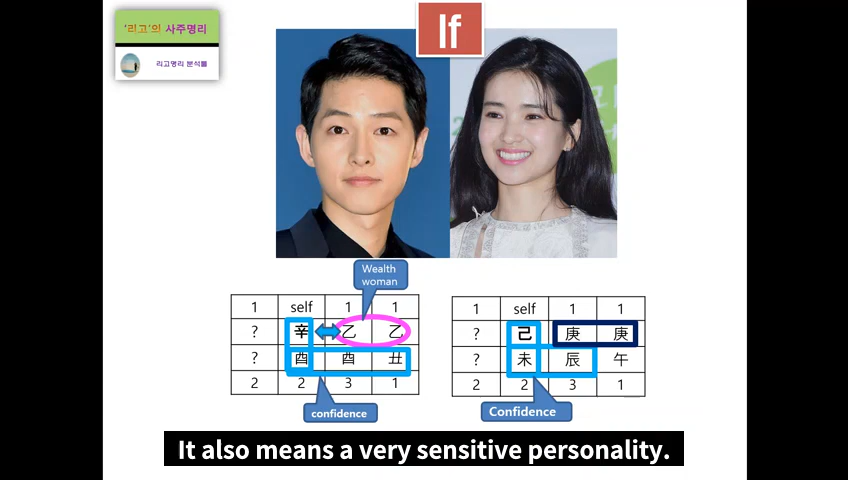 If
'리고'의 사주명리
리고명리 분석틀
Wealth
woman
1 self 1 1
? 辛 乙 乙
? 酉 酉 丑
2 2 3 1
confidence
1 self 1 1
? 己 庚 庚
? 未 辰 午
2 2 3 1
Confidence
It also means a very sensitive personality.